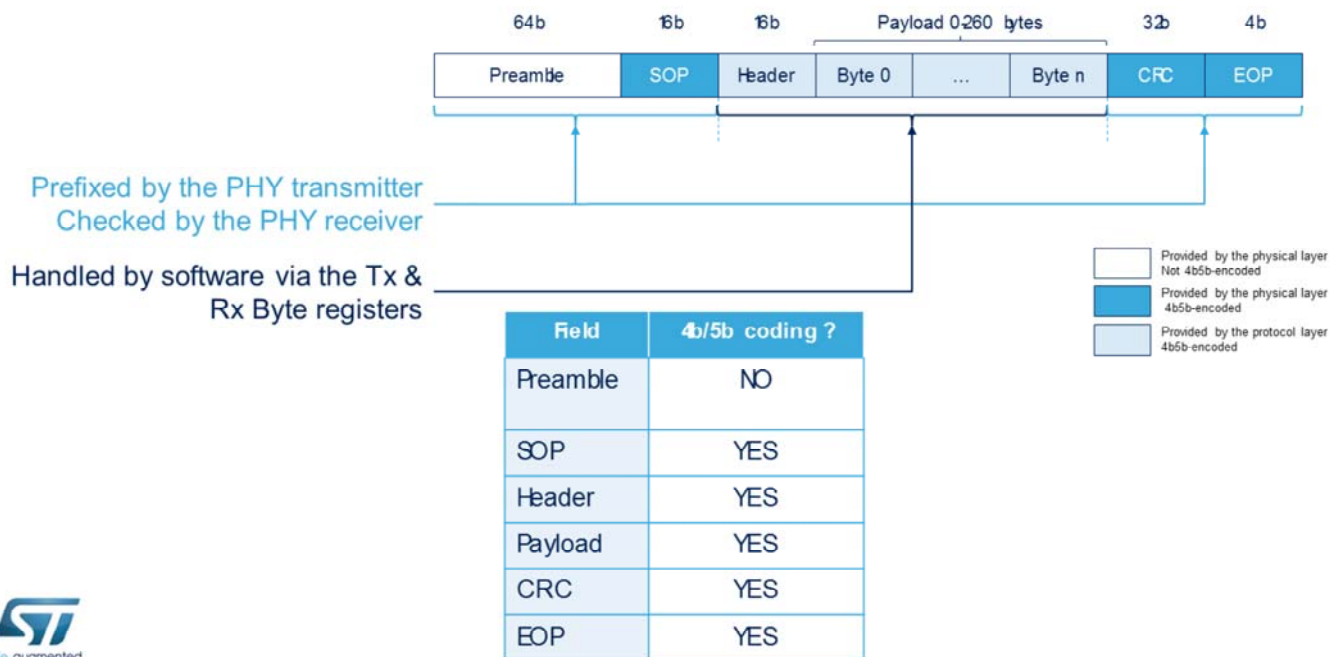 64b 16b 16b Payload 0-260 bytes 32b 4b
Preamble SOP Header Byte 0 ... Byte n CRC EOP
Prefixed by the PHY transmitter
Checked by the PHY receiver
Handled by software via the Tx &
Rx Byte registers
Provided by the physical layer
Not 4b5b-encoded
Provided by the physical layer
4b5b-encoded
Provided by the protocol layer
4b5b-encoded
Field 4b/5b coding ?
Preamble NO
SOP YES
Header YES
Payload YES
CRC YES
EOP YES
ST
augmented